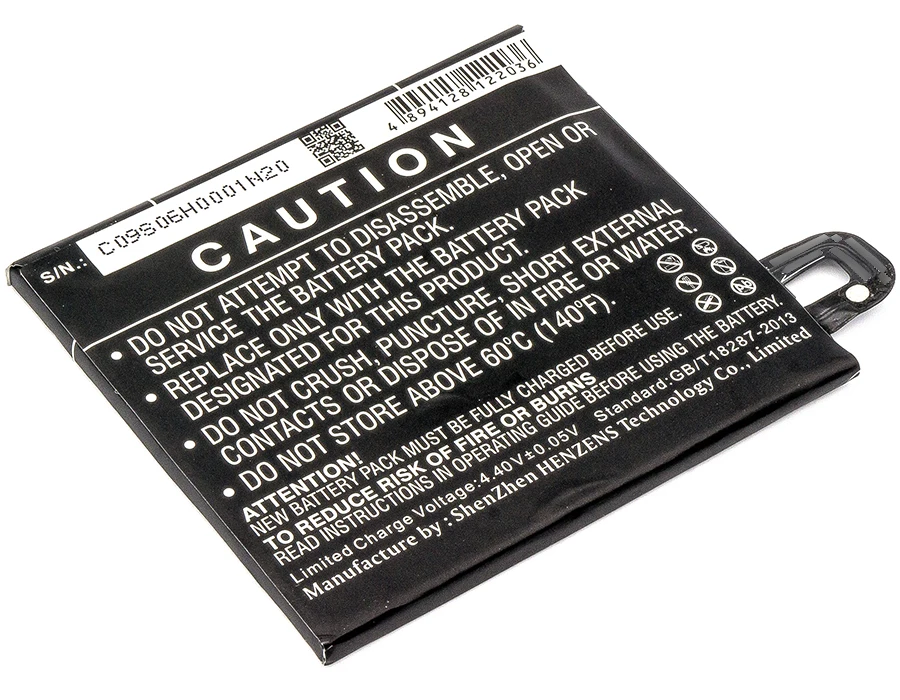 4894128122036
S/N.: C09S06H0001N20
CAUTION
• DO NOT ATTEMPT TO DISASSEMBLE, OPEN OR
SERVICE THE BATTERY PACK.
• REPLACE ONLY WITH THE BATTERY PACK
DESIGNATED FOR THIS PRODUCT.
• DO NOT CRUSH, PUNCTURE, SHORT EXTERNAL
CONTACTS OR DISPOSE OF IN FIRE OR WATER.
• DO NOT STORE ABOVE 60°C (140°F).
ATTENTION!
NEW BATTERY PACK MUST BE FULLY CHARGED BEFORE USE.
TO REDUCE RISK OF FIRE OR BURNS
READ INSTRUCTIONS IN OPERATING GUIDE BEFORE USING THE BATTERY.
Limited Charge Voltage:4.40V±0.05V Standard:GB/T18287-2013
Manufacture by : ShenZhen HENZENS Technology Co., Limited